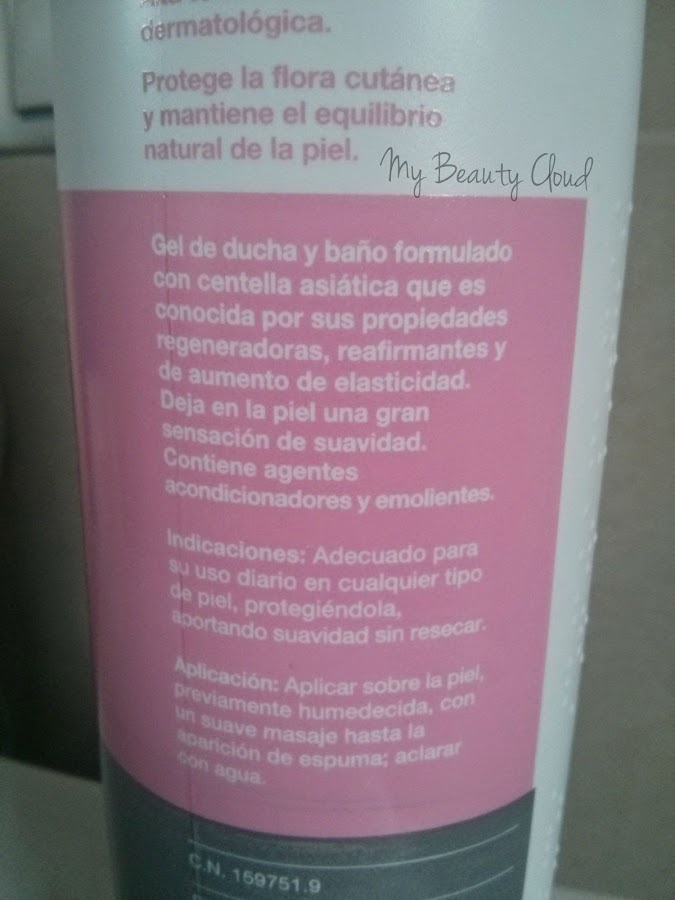 dermatológica.
Protege la flora cutánea
y mantiene el equilibrio
natural de la piel.
My Beauty Cloud
Gel de ducha y baño formulado
con centella asiática que es
conocida por sus propiedades
regeneradoras, reafirmantes y
de aumento de elasticidad.
Deja en la piel una gran
sensación de suavidad.
Contiene agentes
acondicionadores y emolientes.
Indicaciones: Adecuado para
su uso diario en cualquier tipo
de piel, protegiéndola,
aportando suavidad sin resecar.
Aplicación: Aplicar sobre la piel,
previamente humedecida, con
un suave masaje hasta la
aparición de espuma; aclarar
con agua.
C.N. 159751.9